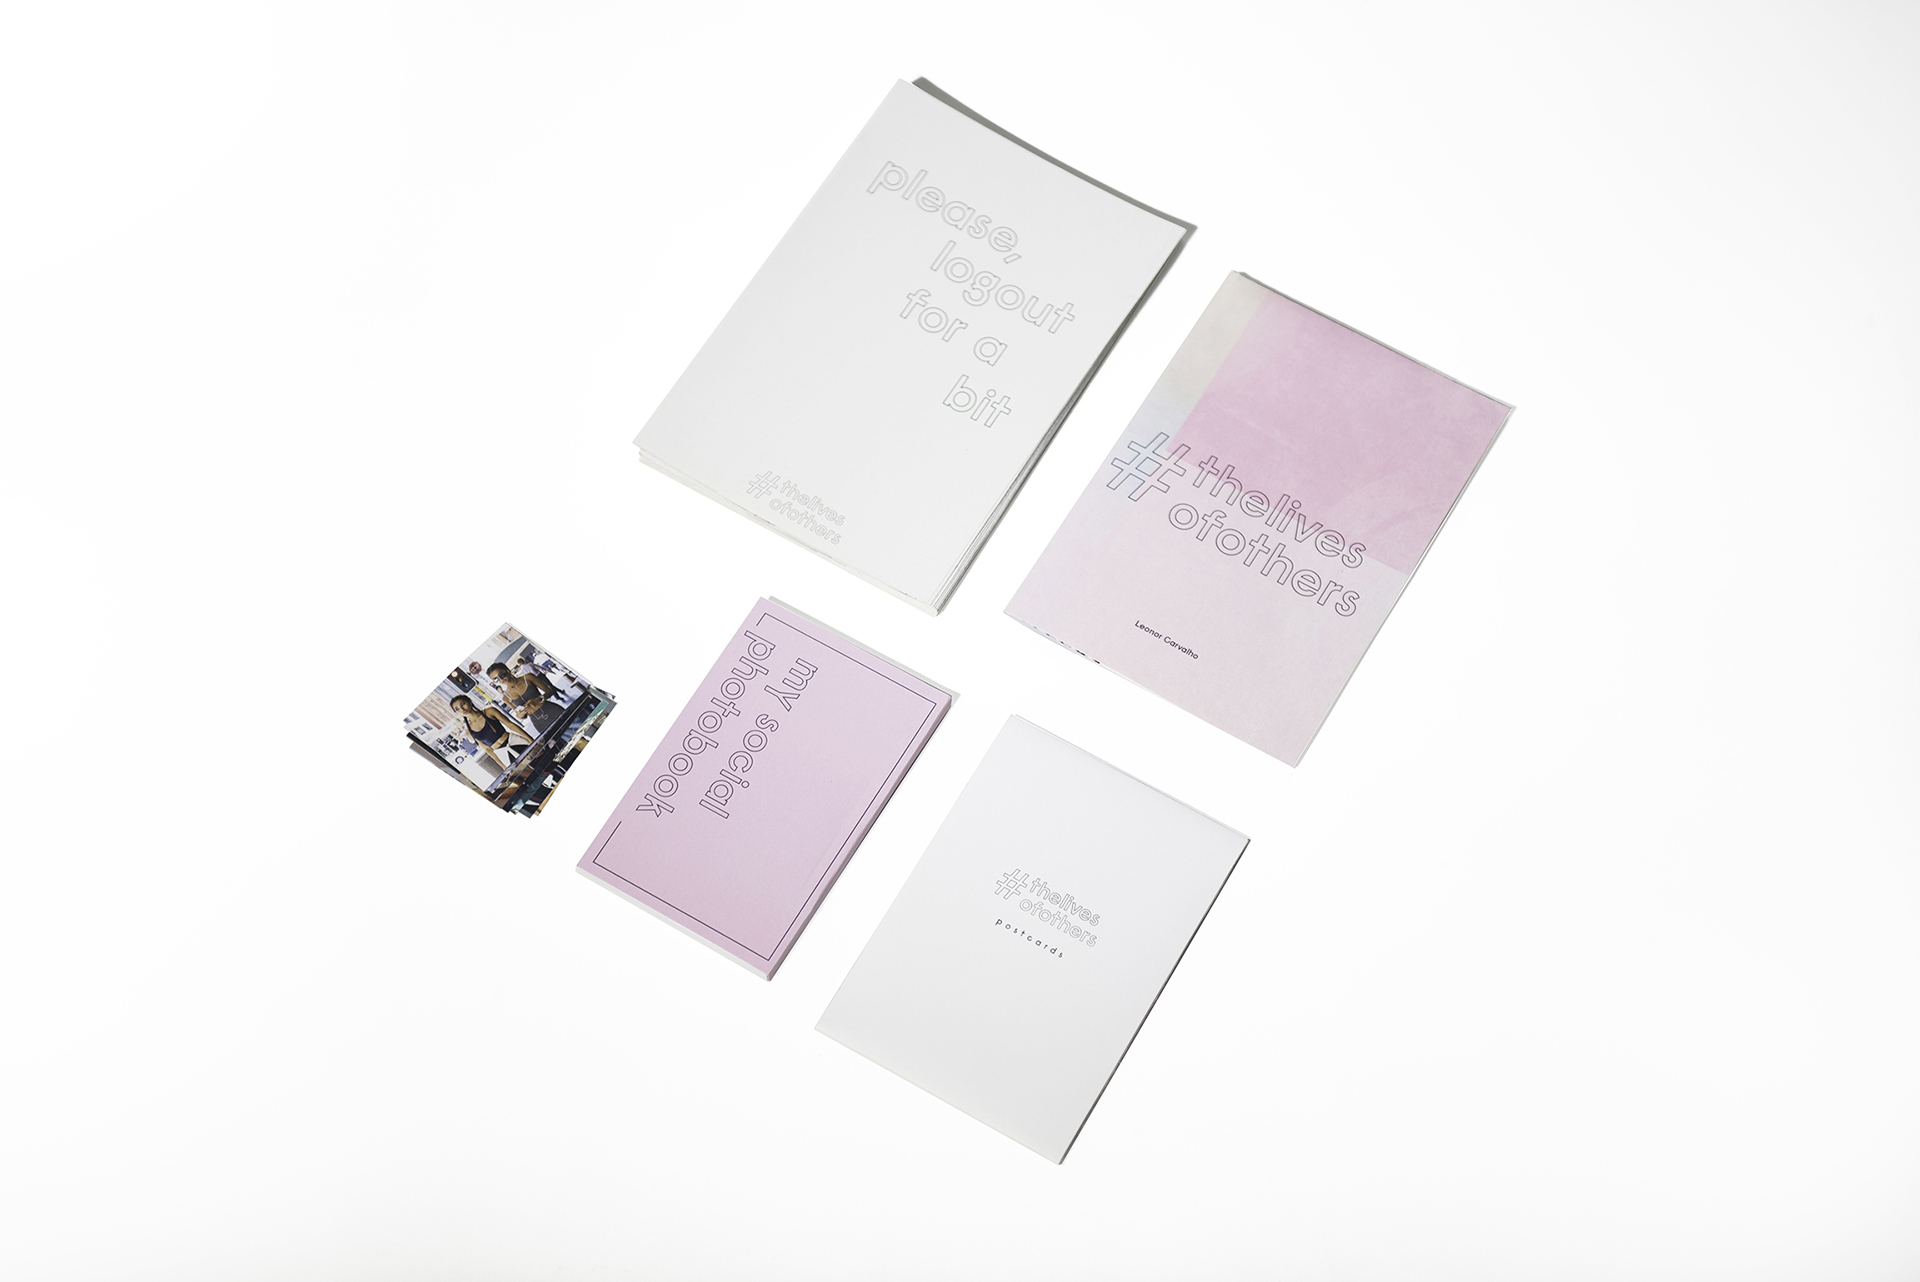 please,
logout
for a
bit
#thelives
ofothers
#thelives
ofothers
Leonor Carvalho
my social
photobook
#thelives
ofothers
postcards